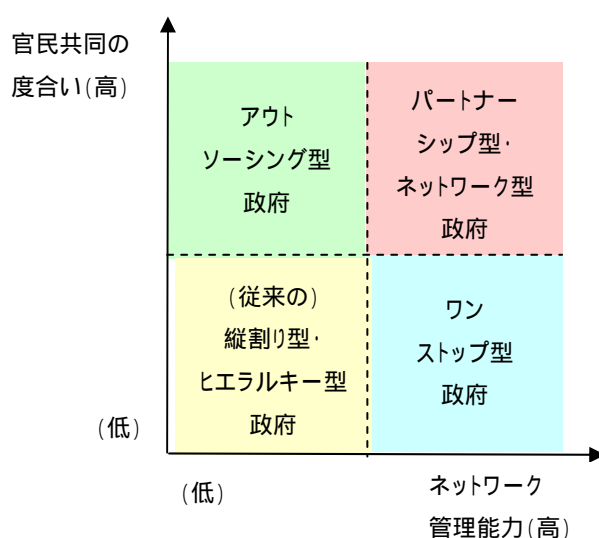 官民共同の
度合い(高)
アウト
ソーシング型
政府
パートナー
シップ型・
ネットワーク型
政府
(従来の)
縦割り型・
ヒエラルキー型
政府
ワン
ストップ型
政府
(低)
(低)
ネットワーク
管理能力(高)